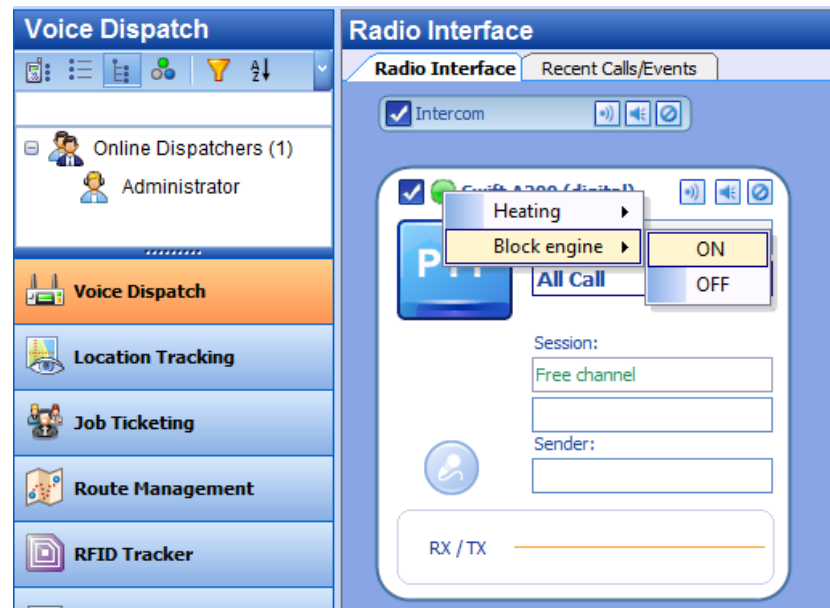 Voice Dispatch
Online Dispatchers (1)
Administrator
Voice Dispatch
Location Tracking
Job Ticketing
Route Management
RFID Tracker
Radio Interface
Radio Interface Recent Calls/Events
Intercom
(digital)
Heating
Block engine ON
OFF
All Call
Session:
Free channel
Sender:
RX / TX